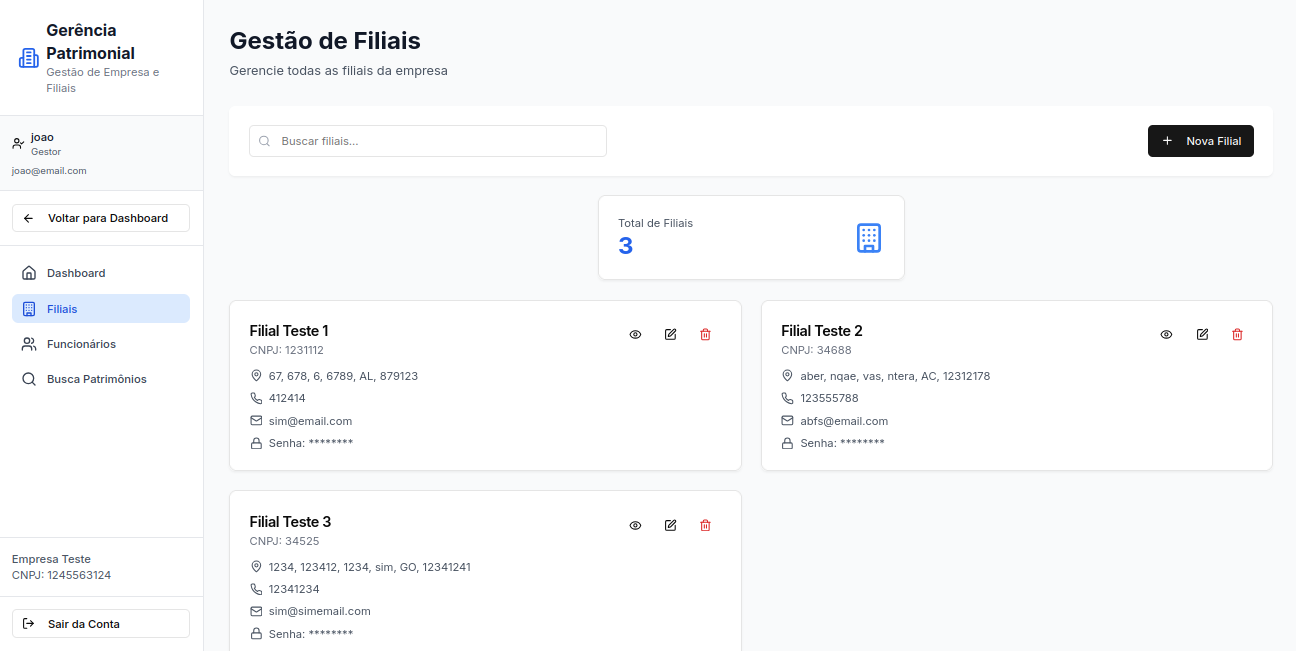 Gerência
Patrimonial
Gestão de Empresa e
Filiais
joao
Gestor
joao@email.com
Voltar para Dashboard
Dashboard
Filiais
Funcionários
Busca Patrimônios
Empresa Teste
CNPJ: 1245563124
Sair da Conta
Gestão de Filiais
Gerencie todas as filiais da empresa
Buscar filiais...
Nova Filial
Total de Filiais
3
Filial Teste 1
CNPJ: 1231112
67, 678, 6, 6789, AL, 879123
412414
sim@email.com
Senha: ********
Filial Teste 2
CNPJ: 34688
aber, nqae, vas, ntera, AC, 12312178
123555788
abfs@email.com
Senha: ********
Filial Teste 3
CNPJ: 34525
1234, 123412, 1234, sim, GO, 12341241
12341234
sim@simemail.com
Senha: ********